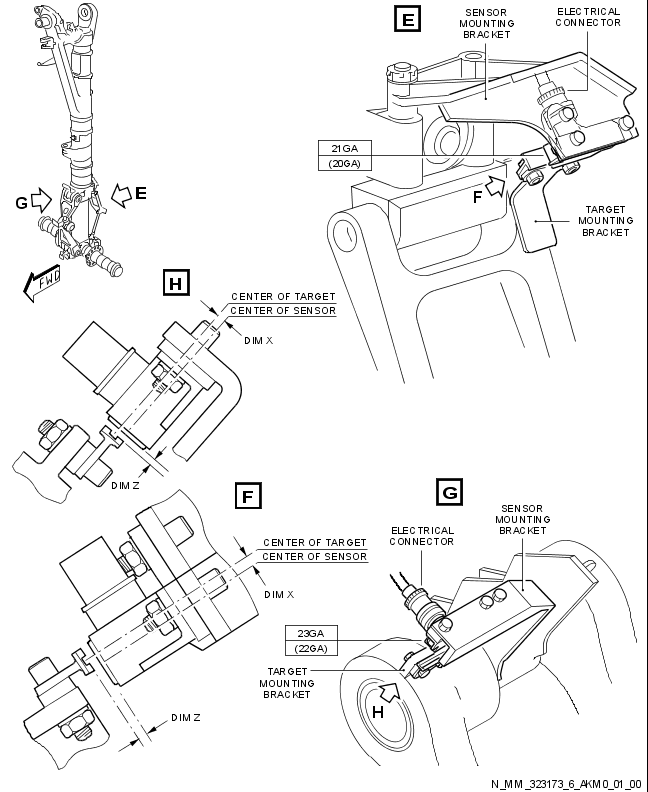 E
SENSOR
MOUNTING
BRACKET
ELECTRICAL
CONNECTOR
21GA
(20GA)
F
TARGET
MOUNTING
BRACKET
G
E
FWD
H
CENTER OF TARGET
CENTER OF SENSOR
DIM X
DIM Z
F
CENTER OF TARGET
CENTER OF SENSOR
DIM X
DIM Z
G
SENSOR
MOUNTING
BRACKET
ELECTRICAL
CONNECTOR
23GA
(22GA)
TARGET
MOUNTING
BRACKET
H
N_MM_323173_6_AKM0_01_00